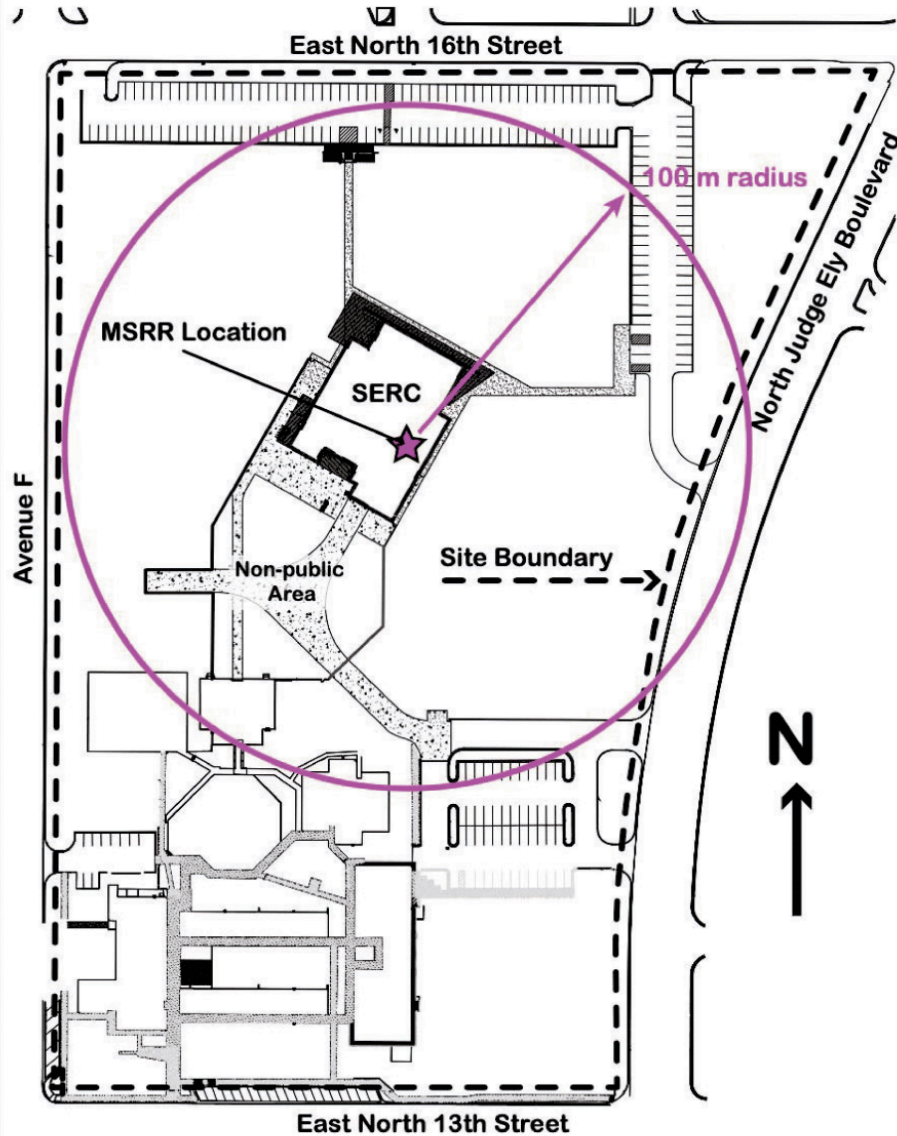 East North 16th Street
100 m radius
North Judge Ely Boulevard
MSRR Location
SERC
Avenue F
Site Boundary
Non-public
Area
N
East North 13th Street